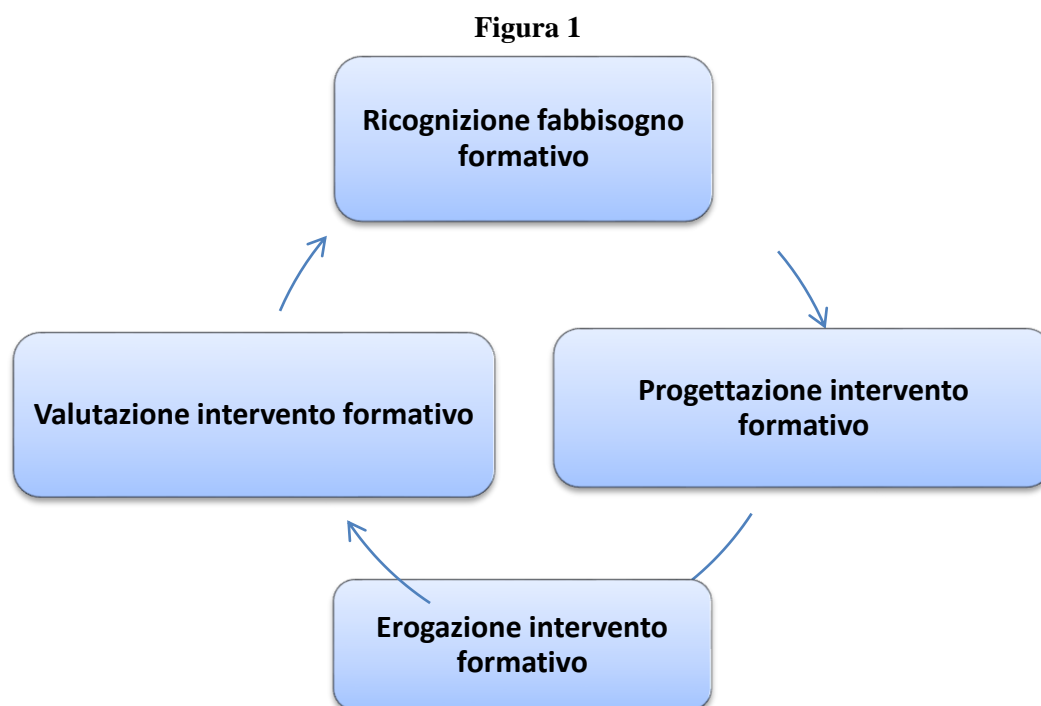 Figura 1
Ricognizione fabbisogno
formativo
Valutazione intervento formativo
Progettazione intervento
formativo
Erogazione intervento
formativo